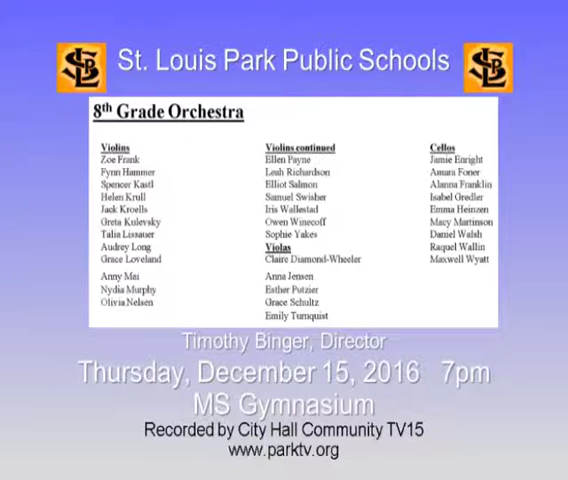 St. Louis Park Public Schools
8th Grade Orchestra
Violins
Zoe Frank
Fynn Hammer
Spencer Kastl
Helen Krull
Jack Kroells
Greta Kulevsky
Talia Lissauer
Audrey Long
Grace Loveland
Anny Mai
Nydia Murphy
Olivia Nelsen
Violins continued
Ellen Payne
Leah Richardson
Elliot Salmon
Samuel Swisher
Iris Wallestad
Owen Winecoff
Sophie Yakes
Violas
Claire Diamond-Wheeler
Anna Jensen
Esther Putzier
Grace Schultz
Emily Turnquist
Cellos
Jamie Enright
Amara Foner
Alanna Franklin
Isabel Gredler
Emma Heinzen
Macy Martinson
Daniel Walsh
Raquel Wallin
Maxwell Wyatt
Timothy Binger, Director
Thursday, December 15, 2016 7pm
MS Gymnasium
Recorded by City Hall Community TV15
www.parktv.org